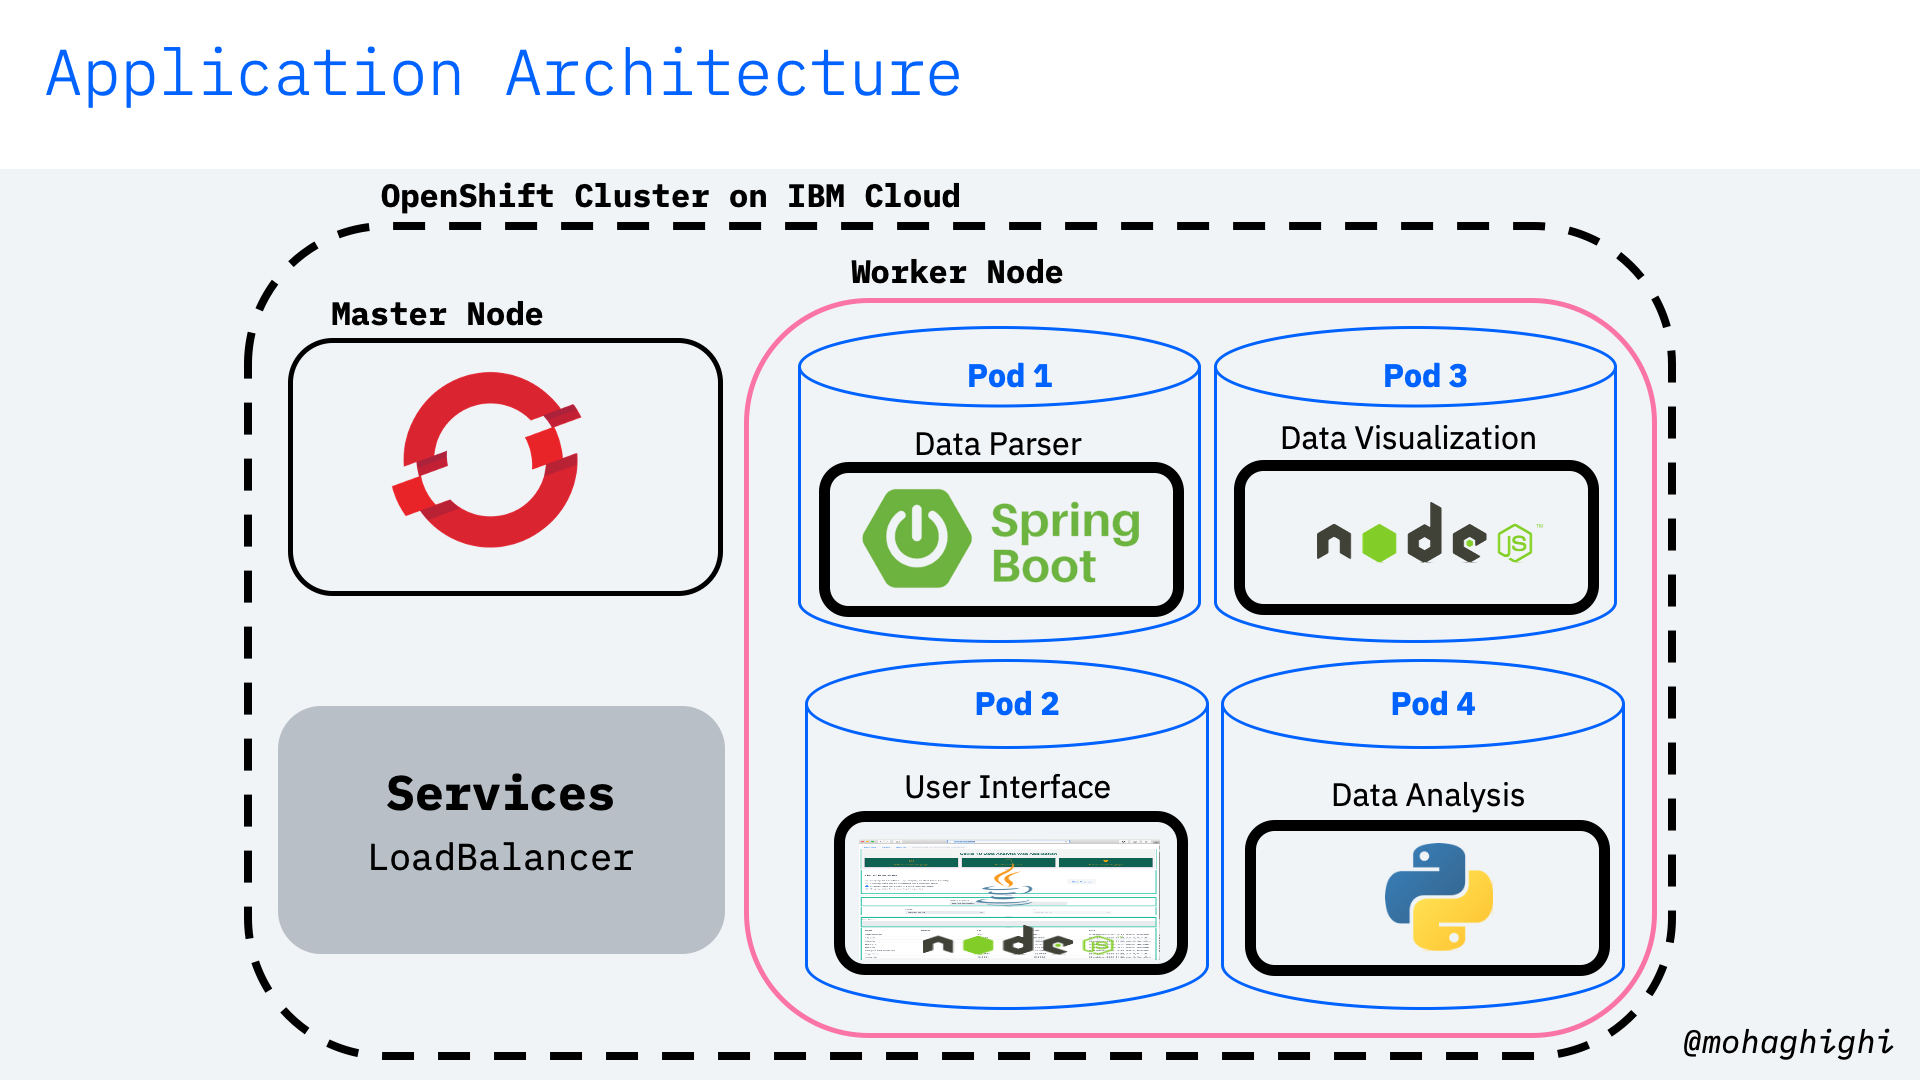 Application Architecture
OpenShift Cluster on IBM Cloud
Worker Node
Master Node
Pod 1
Pod 3
Data Parser
Data Visualization
Spring
Boot
node
JS
™
Pod 2
Pod 4
Services
LoadBalancer
User Interface
Data Analysis
node
JS
@mohaghighi